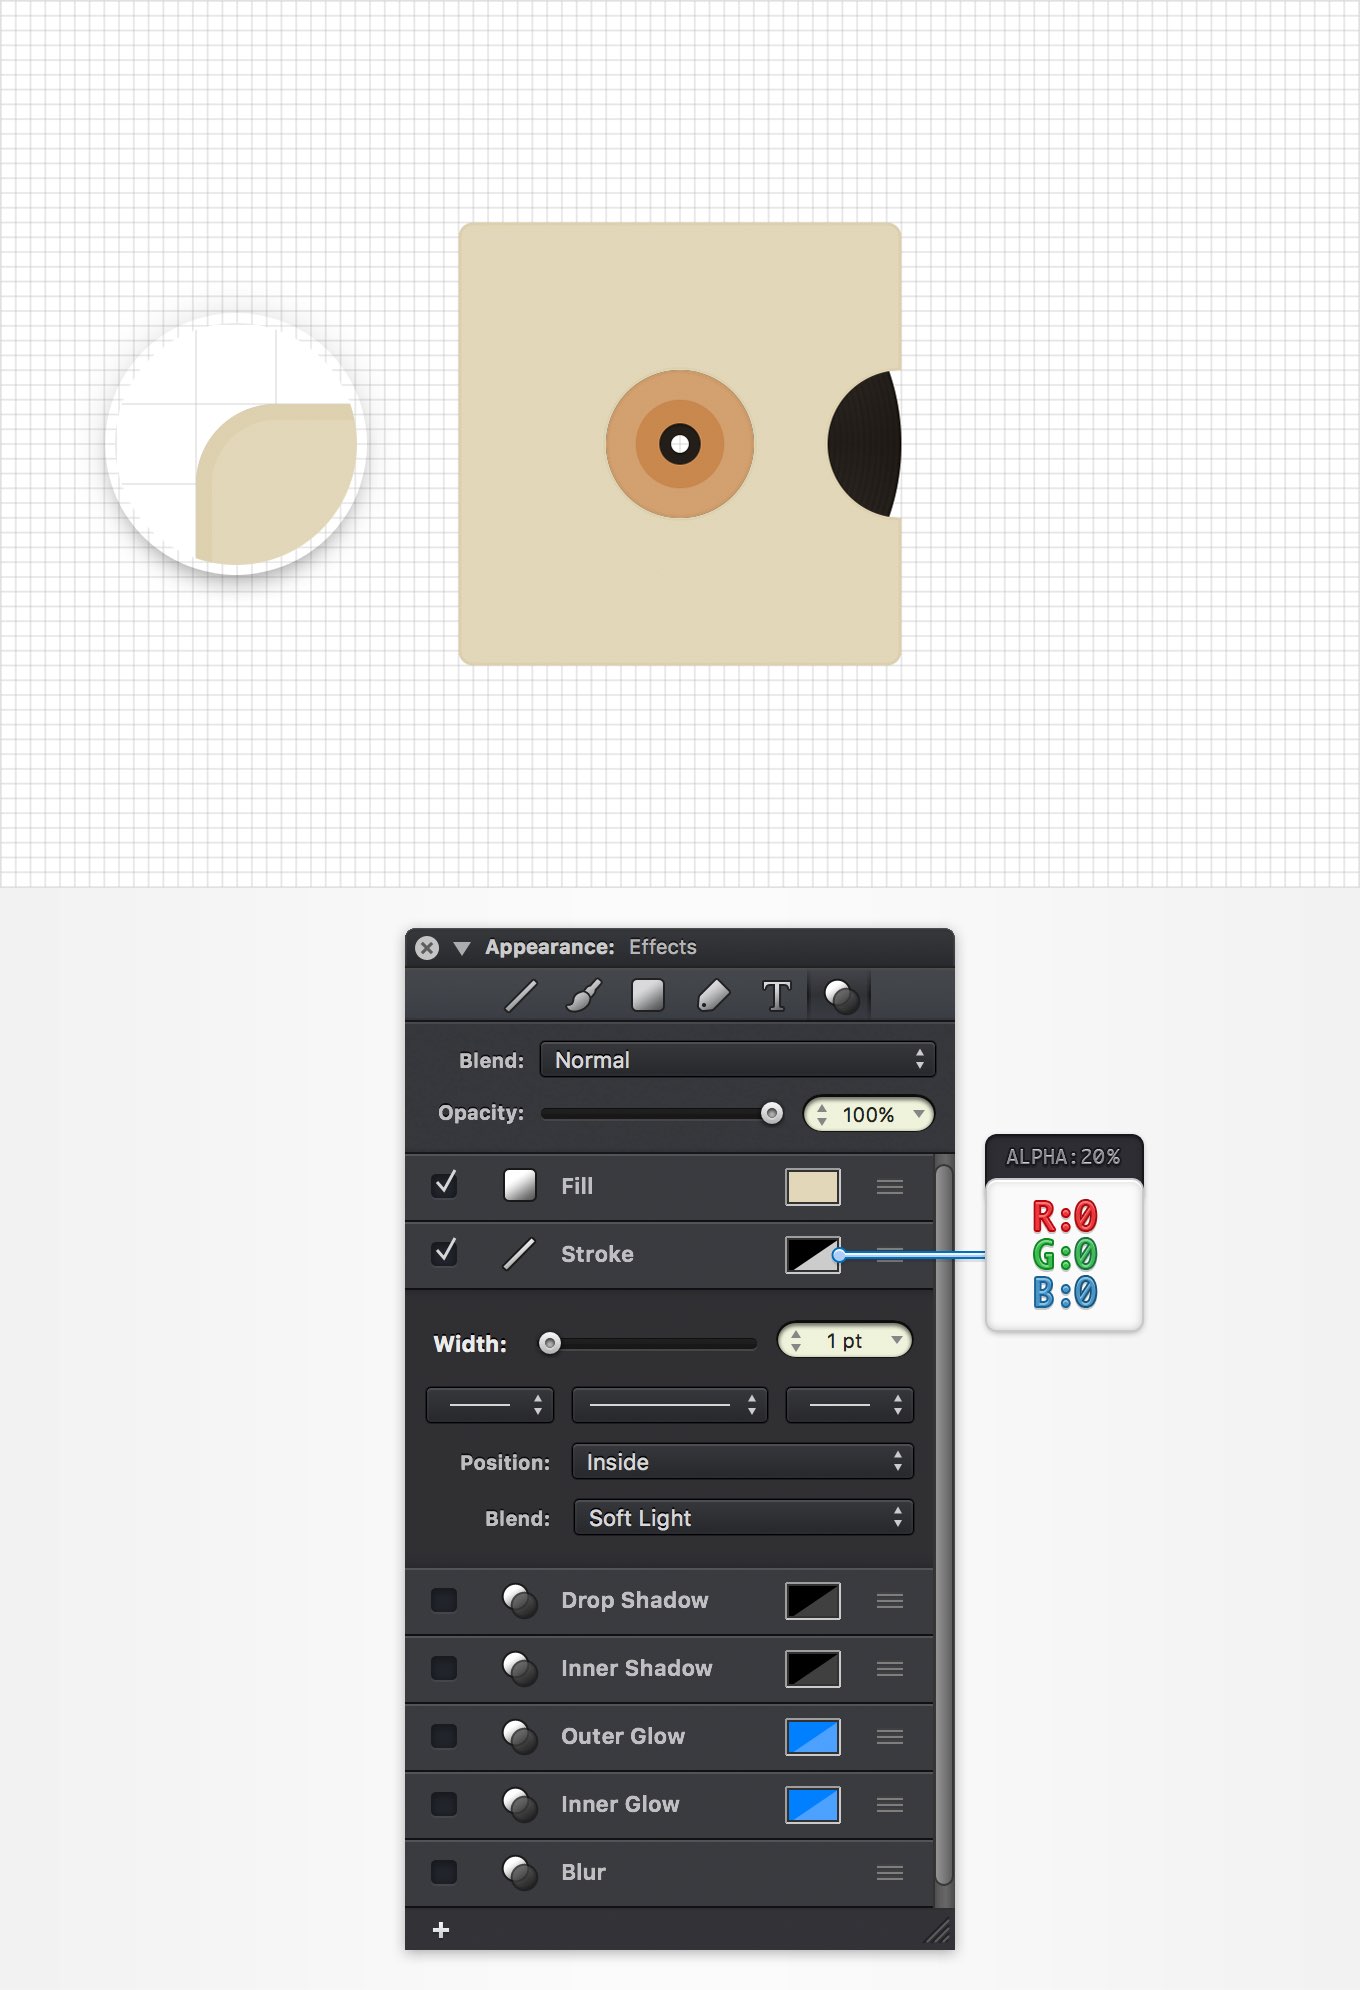 Appearance: Effects
T
Blend: Normal
Opacity: 100%
ALPHA:20%
Fill
R:0
Stroke
G:0
B:0
Width: 1 pt
Position: Inside
Blend: Soft Light
Drop Shadow
Inner Shadow
Outer Glow
Inner Glow
Blur
+